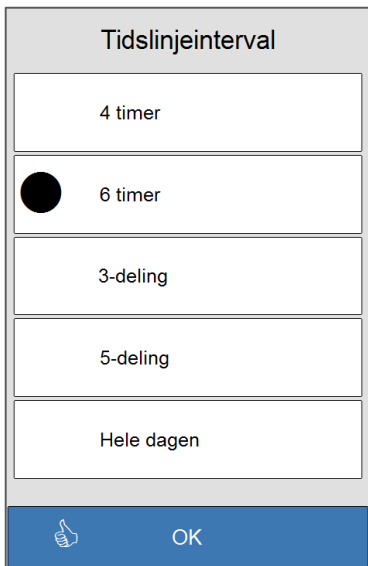 Tidslinjeinterval
4 timer
6 timer
3-deling
5-deling
Hele dagen
OK